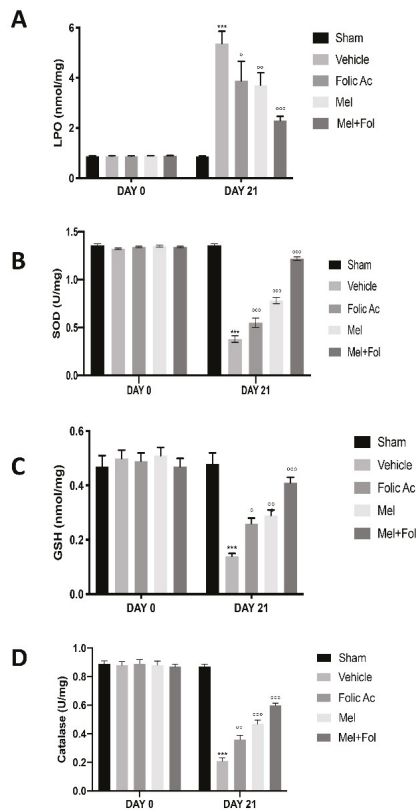 A
LPO (nmol/mg)
6
4
2
0
***
°
°°
°°°
DAY 0
DAY 21
Sham
Vehicle
Folic Ac
Mel
Mel+Fol
B
SOD (U/mg)
1.5
1.0
0.5
0.0
***
°°°
°°°
°°°
DAY 0
DAY 21
Sham
Vehicle
Folic Ac
Mel
Mel+Fol
C
GSH (nmol/mg)
0.6
0.4
0.2
0.0
***
°
°°
°°°
DAY 0
DAY 21
Sham
Vehicle
Folic Ac
Mel
Mel+Fol
D
Catalase (U/mg)
1.0
0.8
0.6
0.4
0.2
0.0
***
°°
°°°
°°°
DAY 0
DAY 21
Sham
Vehicle
Folic Ac
Mel
Mel+Fol